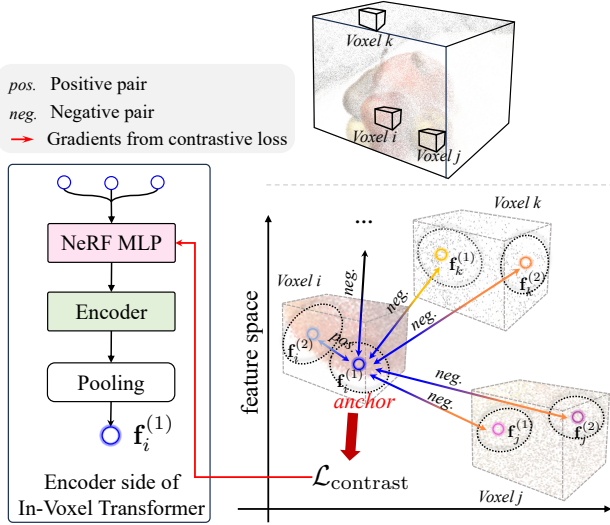 Voxel k
pos. Positive pair
neg. Negative pair
Gradients from contrastive loss
Voxel i
Voxel j
NeRF MLP
Encoder
Pooling
f_i^{(1)}
Encoder side of
In-Voxel Transformer
feature space
...
Voxel k
f_k^{(1)}
f_k^{(2)}
neg.
neg.
neg.
Voxel i
pos.
f_i^{(2)}
f_i^{(1)}
anchor
neg.
neg.
f_j^{(1)}
f_j^{(2)}
Voxel j
ℒ_contrast